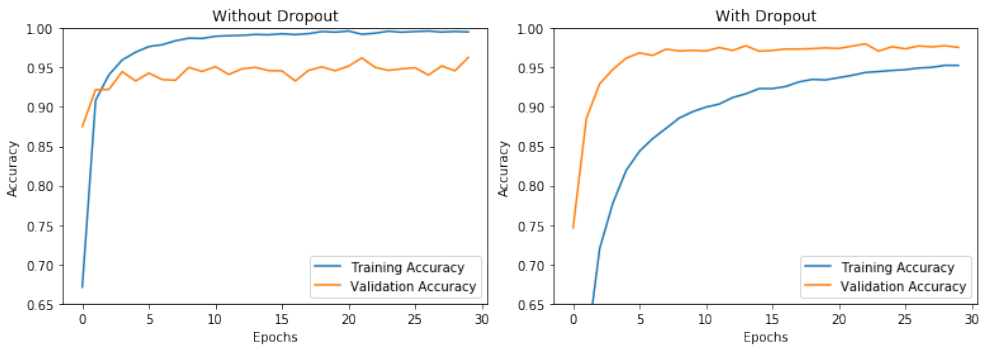 Without Dropout
1.00
0.95
0.90
0.85
0.80
0.75
0.70
0.65
Accuracy
0 5 10 15 20 25 30
Epochs
Training Accuracy
Validation Accuracy
With Dropout
1.00
0.95
0.90
0.85
0.80
0.75
0.70
0.65
Accuracy
0 5 10 15 20 25 30
Epochs
Training Accuracy
Validation Accuracy